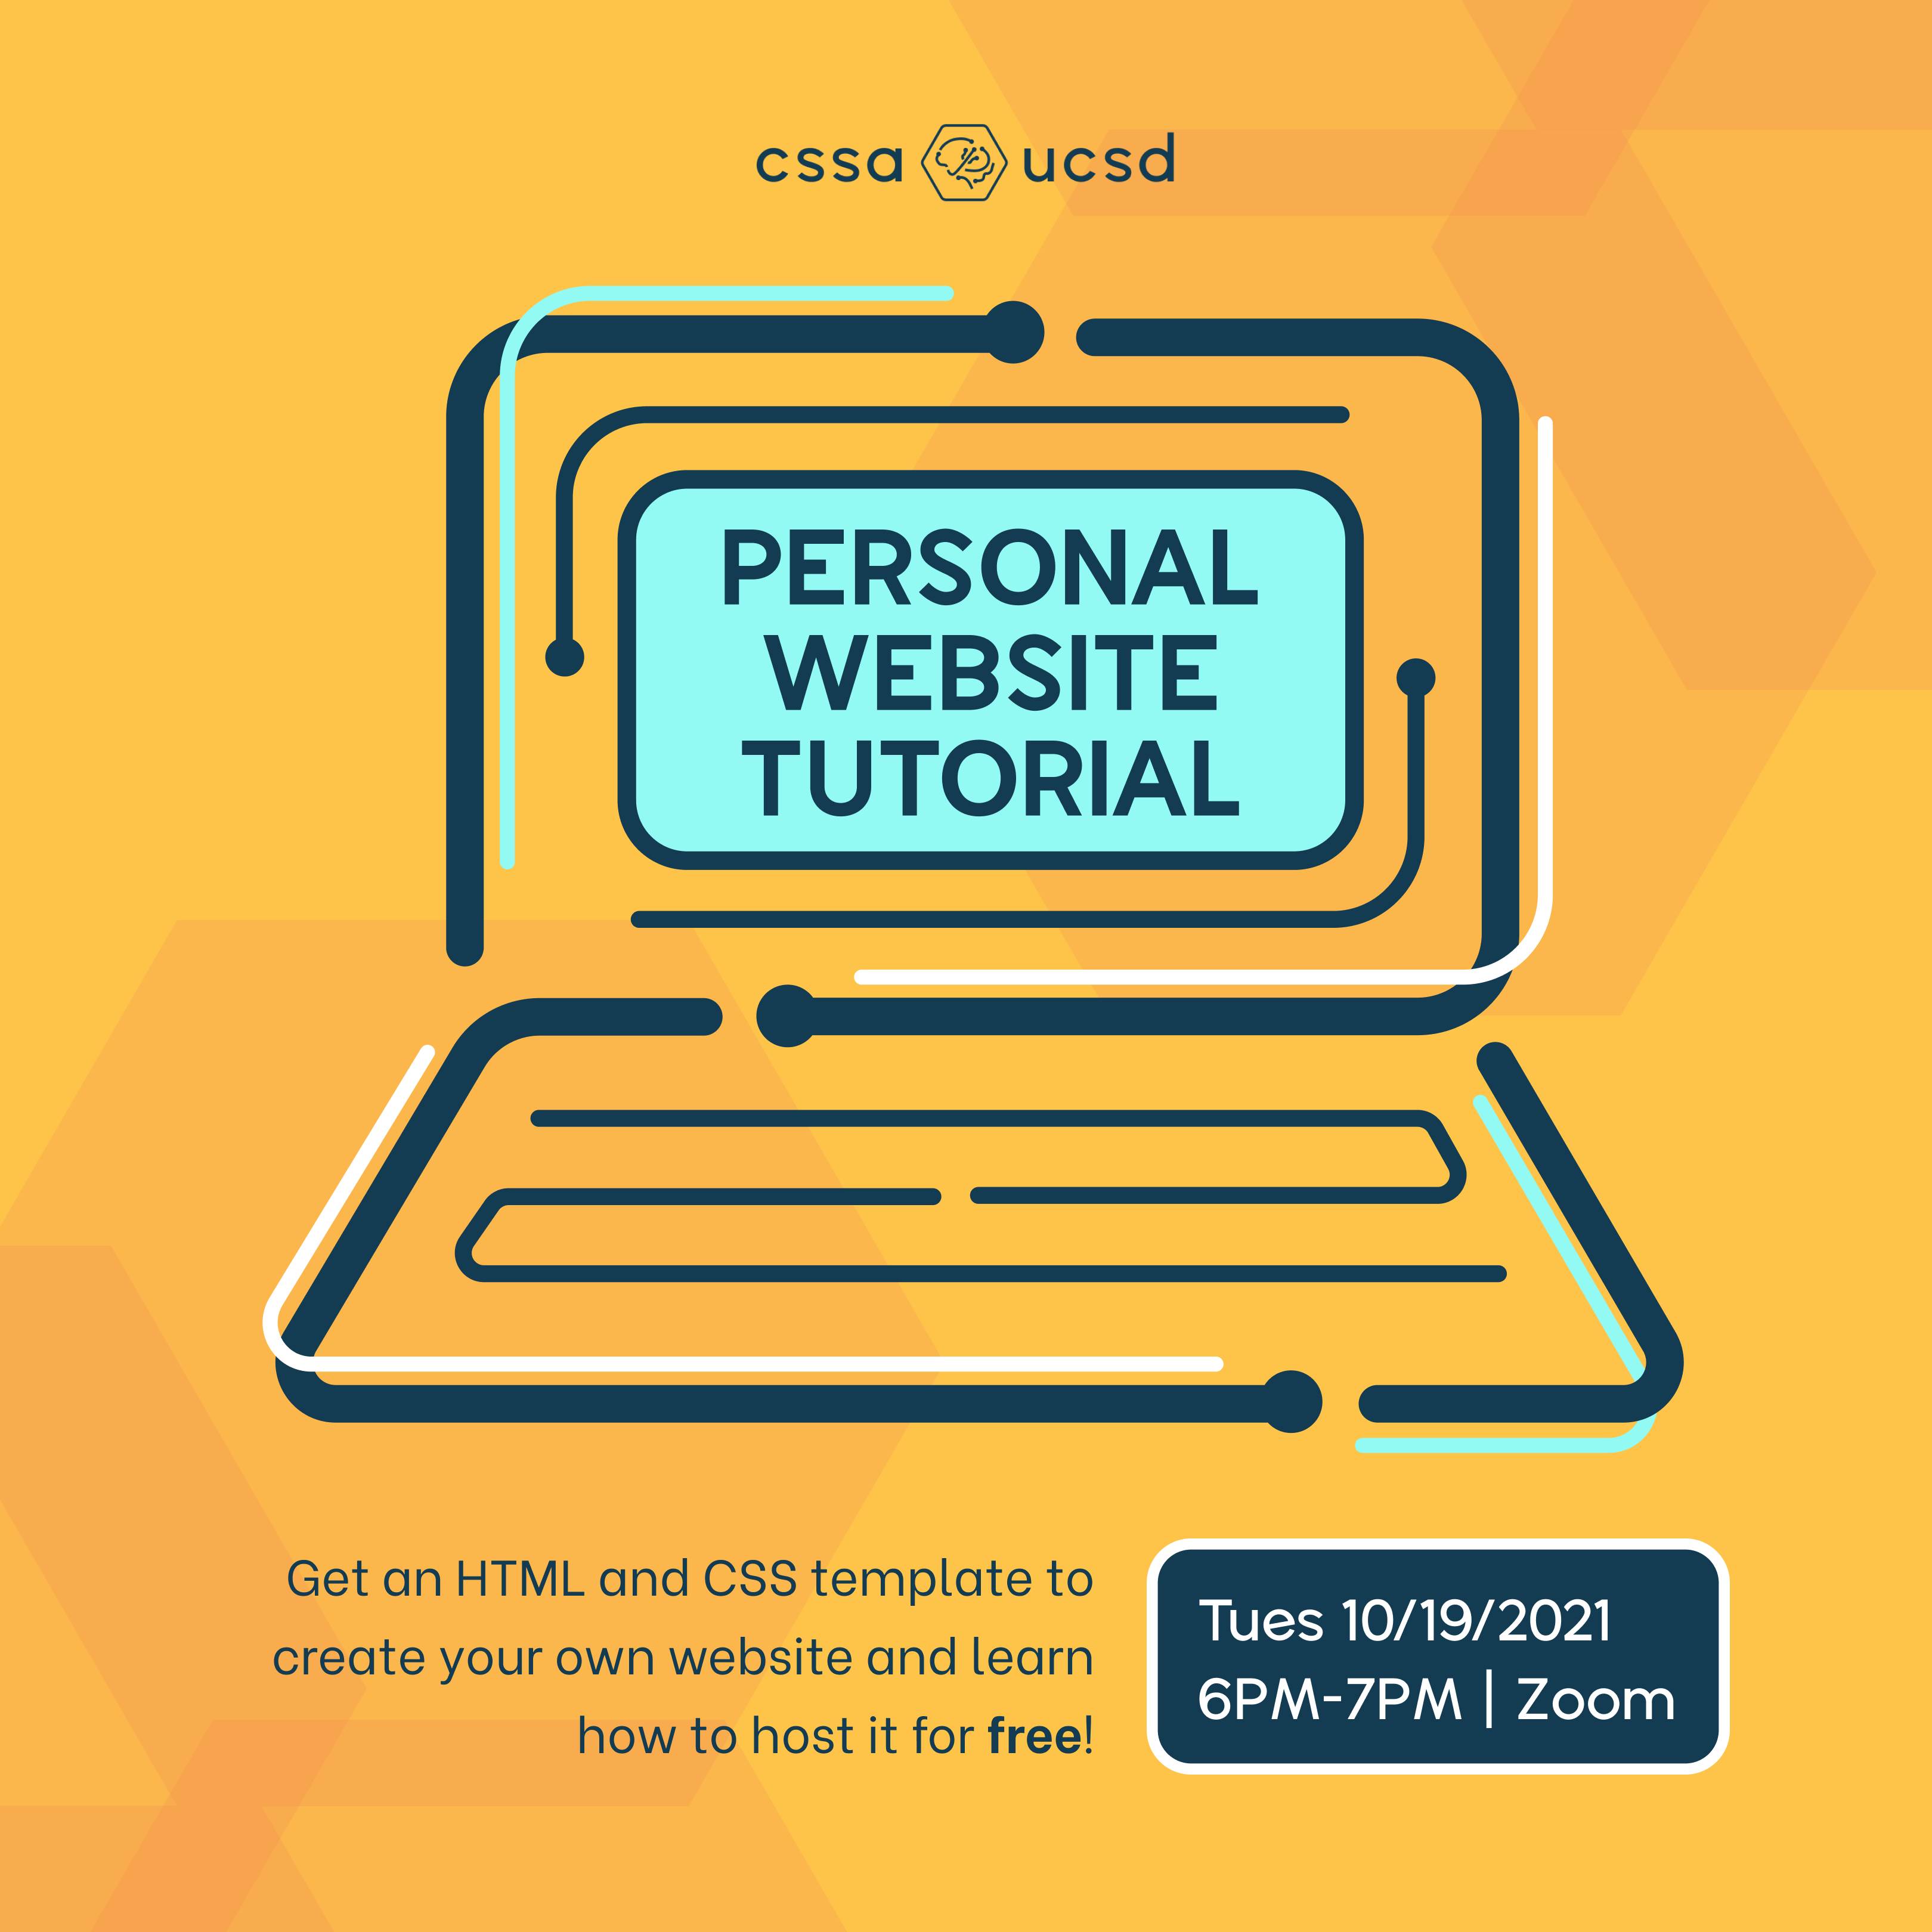 cssa ucsd
PERSONAL
WEBSITE
TUTORIAL
Get an HTML and CSS template to
create your own website and learn
how to host it for free!
Tues 10/19/2021
6PM-7PM | Zoom